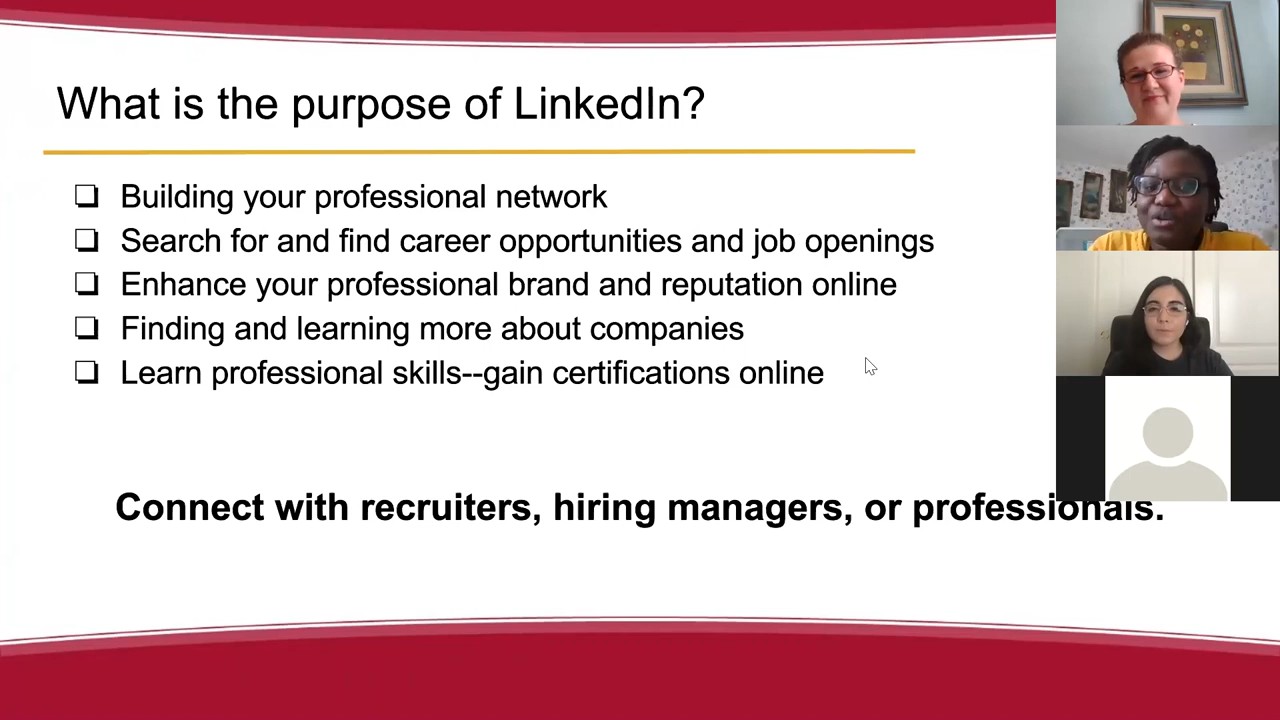 What is the purpose of LinkedIn?
❏ Building your professional network
❏ Search for and find career opportunities and job openings
❏ Enhance your professional brand and reputation online
❏ Finding and learning more about companies
❏ Learn professional skills--gain certifications online
Connect with recruiters, hiring managers, or professionals.